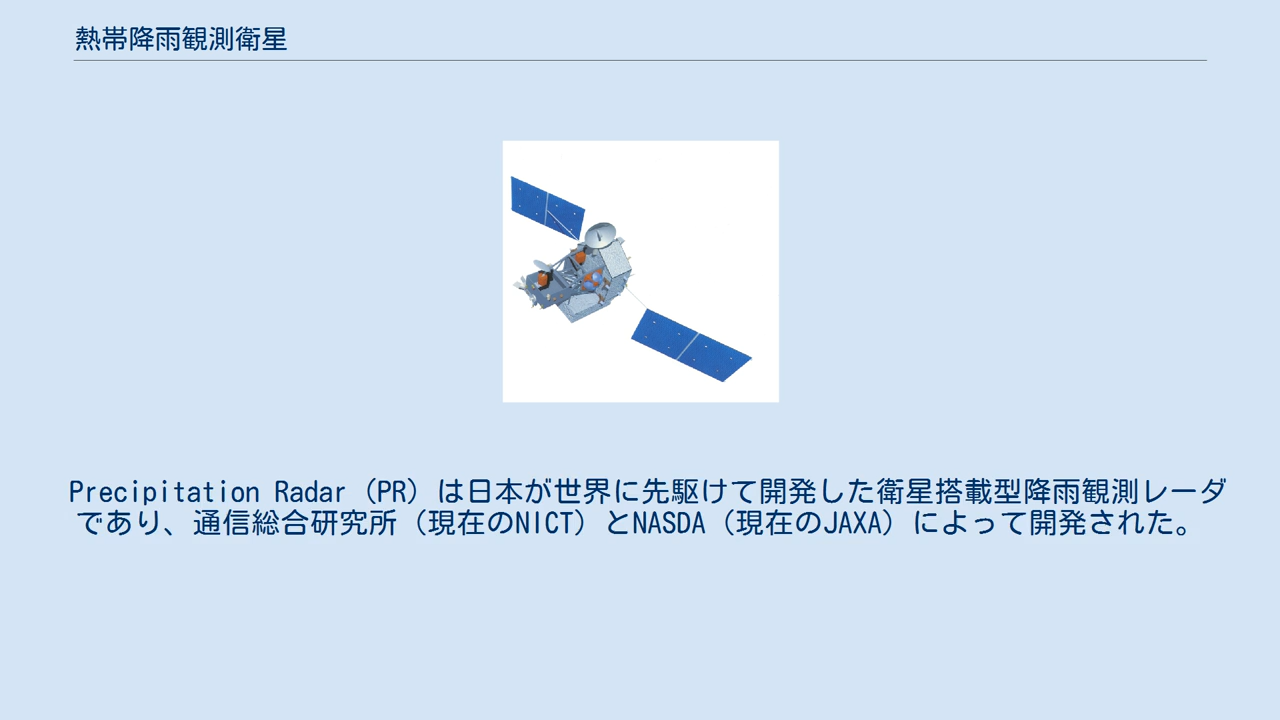 熱帯降雨観測衛星
Precipitation Radar（PR）は日本が世界に先駆けて開発した衛星搭載型降雨観測レーダ
であり、通信総合研究所（現在のNICT）とNASDA（現在のJAXA）によって開発された。